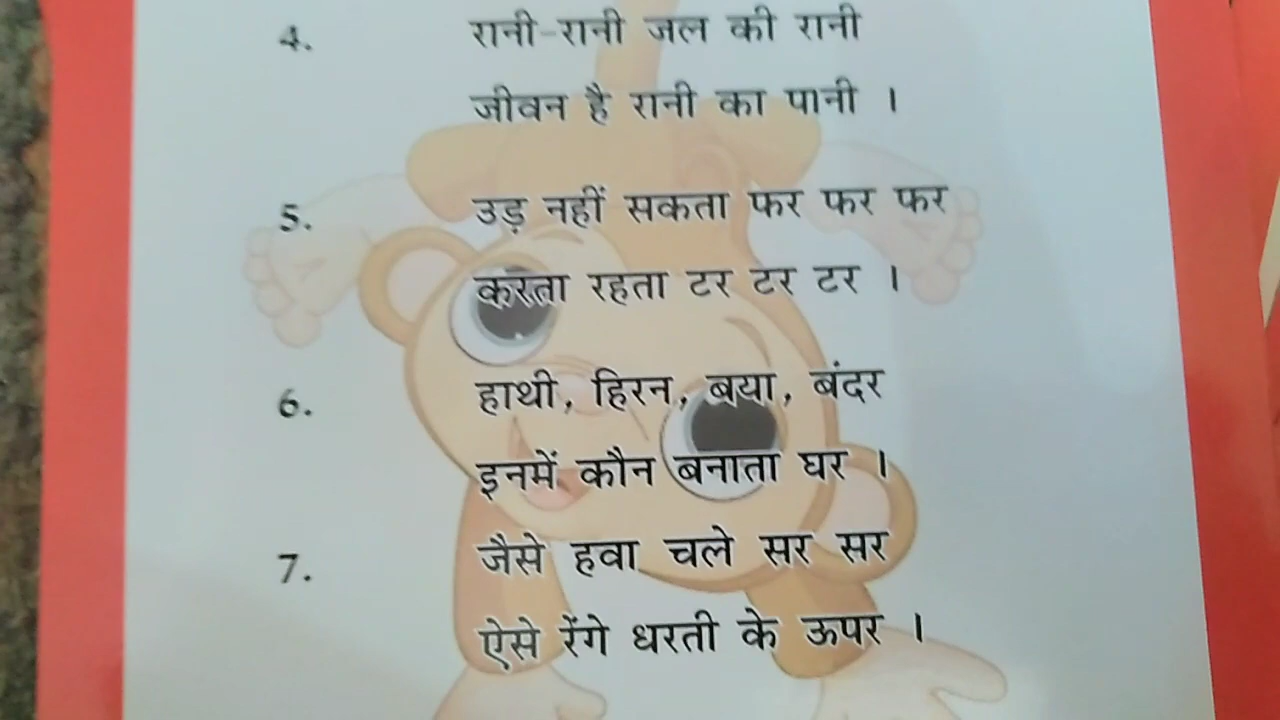 4. रानी-रानी जल की रानी
जीवन है रानी का पानी ।
5. उड़ नहीं सकता फर फर फर
करता रहता टर टर टर ।
6. हाथी, हिरन, बया, बंदर
इनमें कौन बनाता घर ।
7. जैसे हवा चले सर सर
ऐसे रेंगे धरती के ऊपर ।